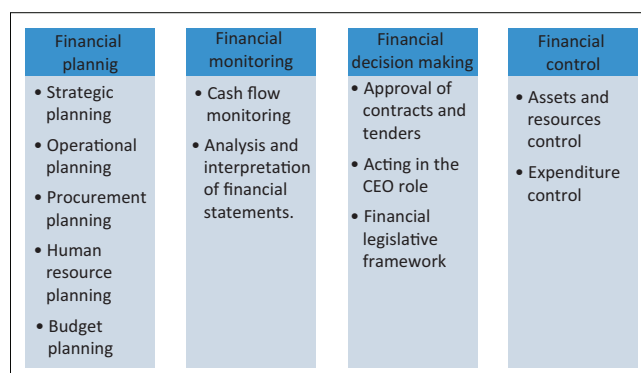 Financial
plannig
• Strategic
planning
• Operational
planning
• Procurement
planning
• Human
resource
planning
• Budget
planning
Financial
monitoring
• Cash flow
monitoring
• Analysis and
interpretation
of financial
statements.
Financial
decision making
• Approval of
contracts and
tenders
• Acting in the
CEO role
• Financial
legislative
framework
Financial
control
• Assets and
resources
control
• Expenditure
control